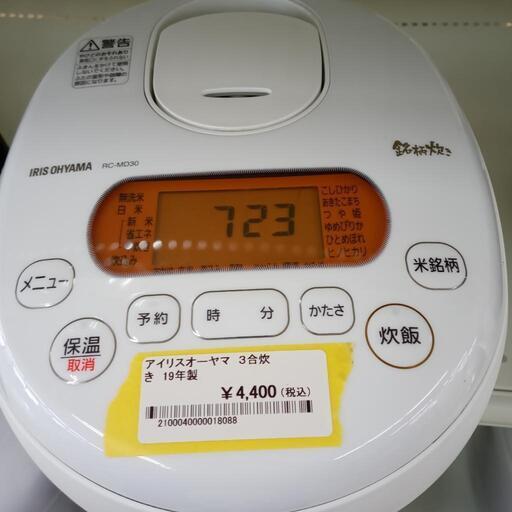 警告
IRIS OHYAMA
RC-MD30
銘柄炊き
無洗米
白米
新米
省エネ
723
こしひかり
あきたこまち
つや姫
ゆめぴりか
ひとめぼれ
ヒノヒカリ
メニュー
予約
時 分
かたさ
米銘柄
保温
取消
炊飯
アイリスオーヤマ 3合炊
き 19年製
¥4,400(税込)
2100040000018088